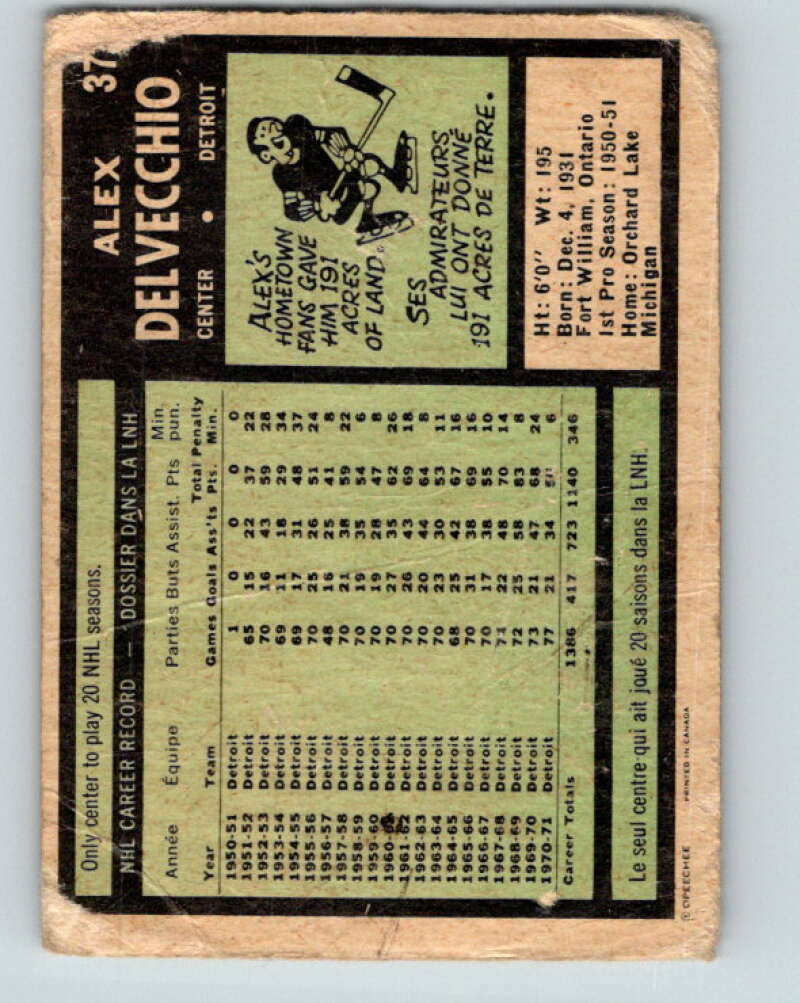 Only center to play 20 NHL seasons.
NHL CAREER RECORD — DOSSIER DANS LA LNH
Année Équipe Parties Buts Assist. Pts Min. pun.
Year Team Games Goals Ass'ts Total Pts. Penalty Min.
1950-51 Detroit 1 0 0 0 0
1951-52 Detroit 65 15 22 37 22
1952-53 Detroit 70 16 43 59 28
1953-54 Detroit 69 11 18 29 34
1954-55 Detroit 69 17 31 48 37
1955-56 Detroit 70 25 26 51 24
1956-57 Detroit 48 16 25 41 8
1957-58 Detroit 70 21 38 59 22
1958-59 Detroit 70 19 35 54 6
1959-60 Detroit 70 19 28 47 8
1960-61 Detroit 70 27 35 62 26
1961-62 Detroit 70 26 43 69 18
1962-63 Detroit 70 20 44 64 8
1963-64 Detroit 70 23 30 53 11
1964-65 Detroit 68 25 42 67 16
1965-66 Detroit 70 31 38 69 16
1966-67 Detroit 70 17 38 55 10
1967-68 Detroit 22 48 70 14
1968-69 Detroit 72 25 58 83 8
1969-70 Detroit 73 21 47 68 24
1970-71 Detroit 77 21 34 6
Career Totals 1386 417 723 1140 346
Le seul centre qui ait joué 20 saisons dans la LNH.
ALEX 37
DELVECCHIO
CENTER • DETROIT
ALEX'S
HOMETOWN
FANS GAVE
HIM 191
ACRES
OF LAND.
SES
ADMIRATEURS
LUI ONT DONNÉ
191 ACRES DE TERRE.
Ht: 6'0" Wt: 195
Born: Dec. 4, 1931
Fort William, Ontario
1st Pro Season: 1950-51
Home: Orchard Lake
Michigan
© OPEECHEE PRINTED IN CANADA